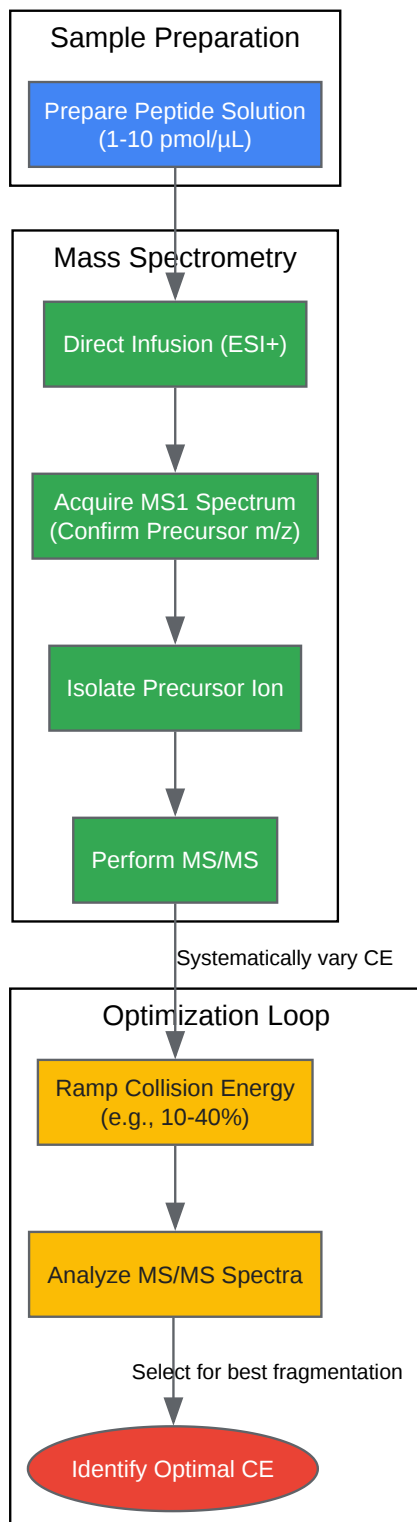 Sample Preparation
Prepare Peptide Solution
(1-10 pmol/µL)
Mass Spectrometry
Direct Infusion (ESI+)
Acquire MS1 Spectrum
(Confirm Precursor m/z)
Isolate Precursor Ion
Perform MS/MS
Systematically vary CE
Optimization Loop
Ramp Collision Energy
(e.g., 10-40%)
Analyze MS/MS Spectra
Select for best fragmentation
Identify Optimal CE